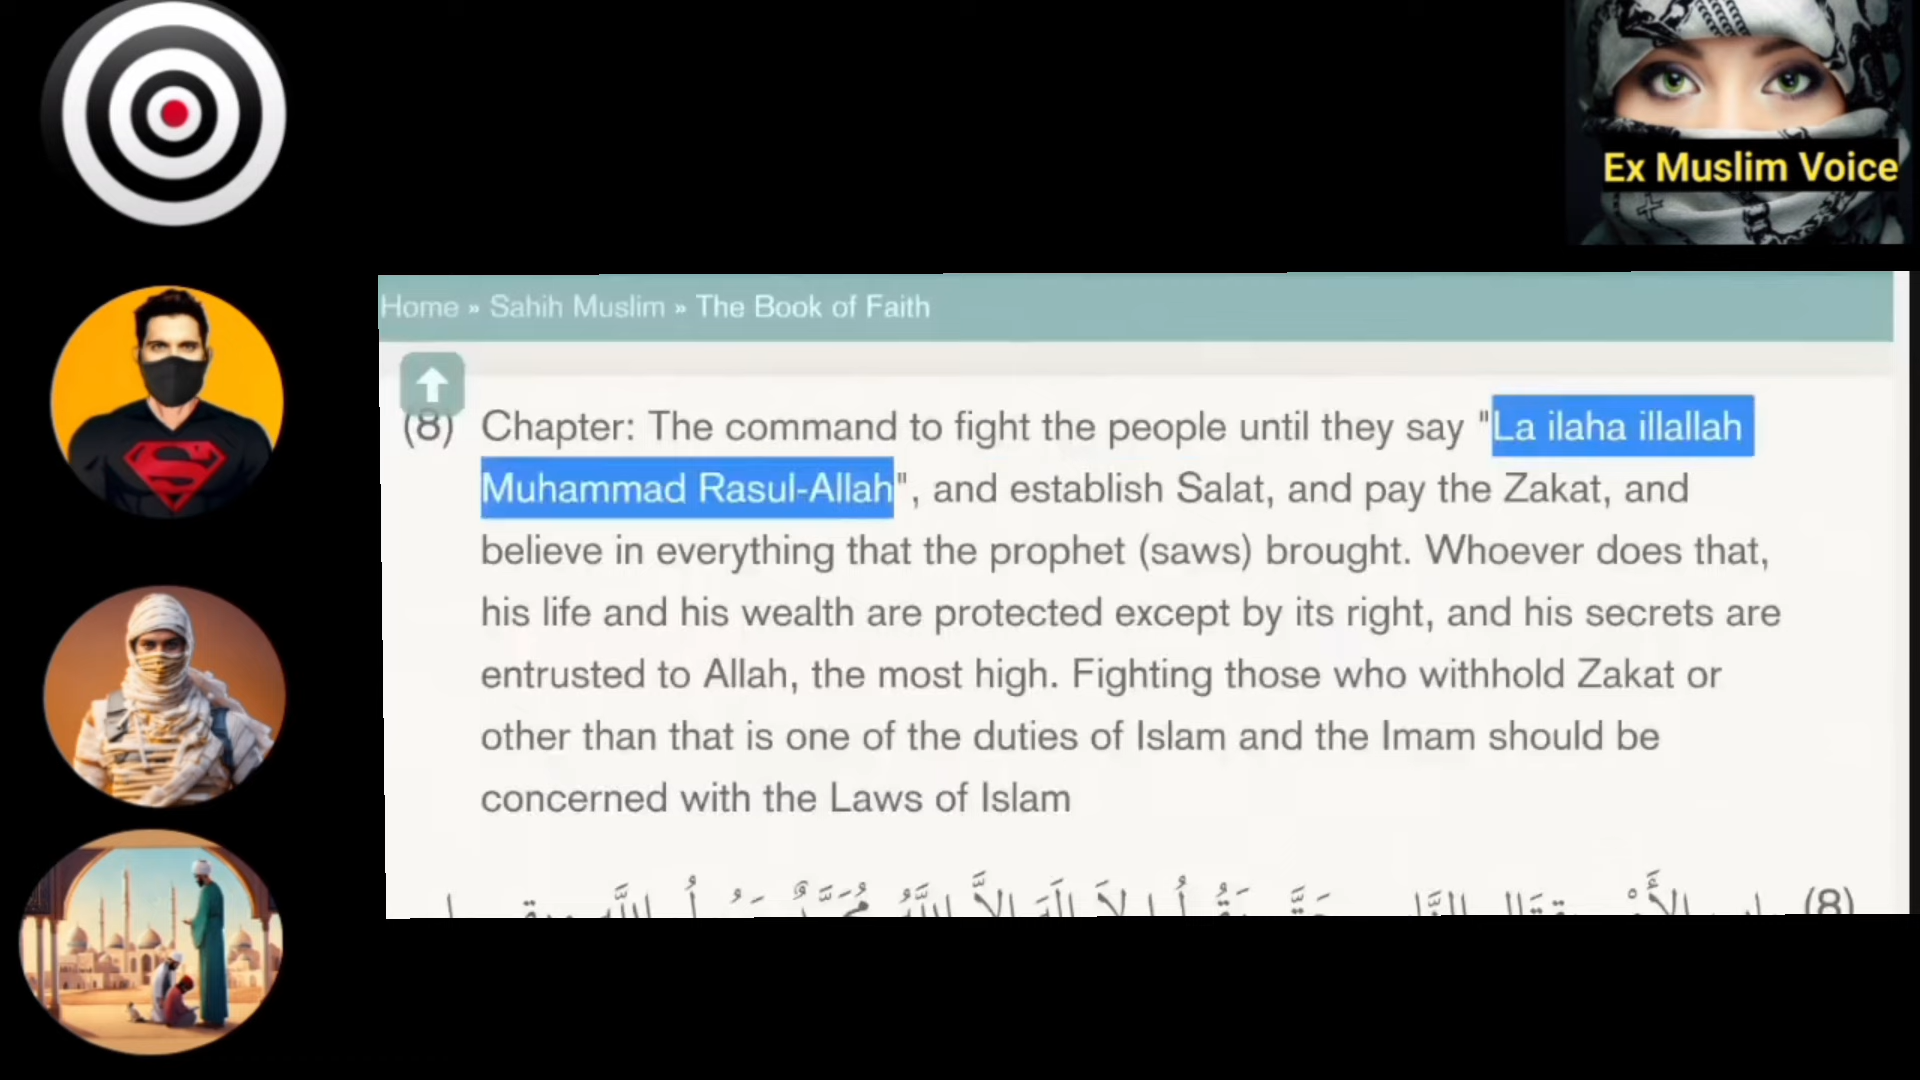 Ex Muslim Voice
Home » Sahih Muslim » The Book of Faith
(8) Chapter: The command to fight the people until they say "La ilaha illallah
Muhammad Rasul-Allah", and establish Salat, and pay the Zakat, and
believe in everything that the prophet (saws) brought. Whoever does that,
his life and his wealth are protected except by its right, and his secrets are
entrusted to Allah, the most high. Fighting those who withhold Zakat or
other than that is one of the duties of Islam and the Imam should be
concerned with the Laws of Islam
(8)